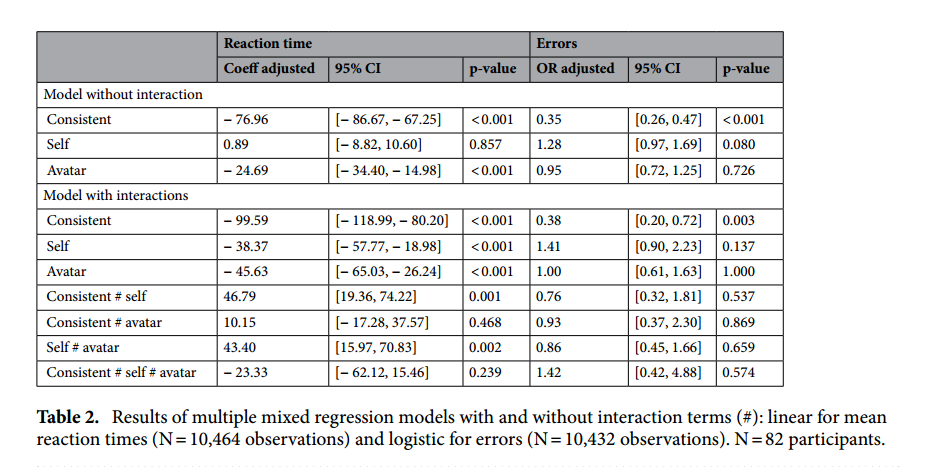 Reaction time Errors
Coeff adjusted 95% CI p-value OR adjusted 95% CI p-value
Model without interaction
Consistent − 76.96 [− 86.67, − 67.25] <0.001 0.35 [0.26, 0.47] <0.001
Self 0.89 [− 8.82, 10.60] 0.857 1.28 [0.97, 1.69] 0.080
Avatar − 24.69 [− 34.40, − 14.98] <0.001 0.95 [0.72, 1.25] 0.726
Model with interactions
Consistent − 99.59 [− 118.99, − 80.20] <0.001 0.38 [0.20, 0.72] 0.003
Self − 38.37 [− 57.77, − 18.98] <0.001 1.41 [0.90, 2.23] 0.137
Avatar − 45.63 [− 65.03, − 26.24] <0.001 1.00 [0.61, 1.63] 1.000
Consistent # self 46.79 [19.36, 74.22] 0.001 0.76 [0.32, 1.81] 0.537
Consistent # avatar 10.15 [− 17.28, 37.57] 0.468 0.93 [0.37, 2.30] 0.869
Self # avatar 43.40 [15.97, 70.83] 0.002 0.86 [0.45, 1.66] 0.659
Consistent # self # avatar − 23.33 [− 62.12, 15.46] 0.239 1.42 [0.42, 4.88] 0.574
Table 2. Results of multiple mixed regression models with and without interaction terms (#): linear for mean
reaction times (N = 10,464 observations) and logistic for errors (N = 10,432 observations). N = 82 participants.